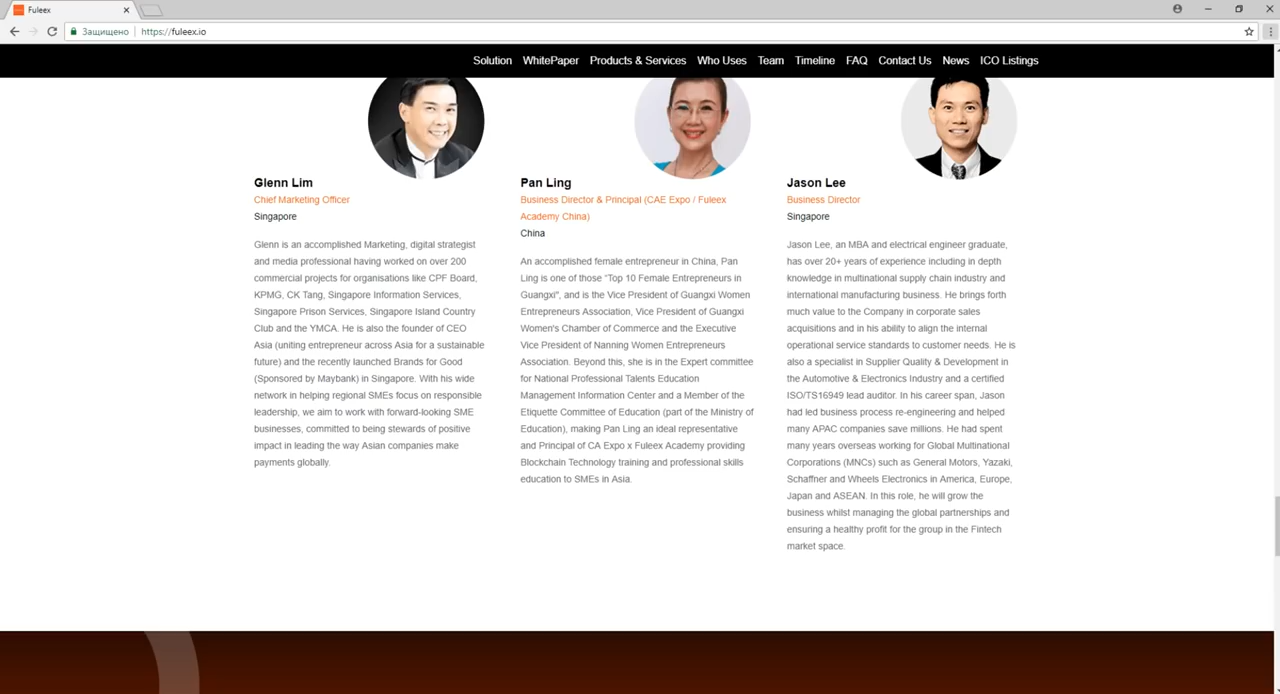 Fuleex
Защищено https://fuleex.io
Solution WhitePaper Products & Services Who Uses Team Timeline FAQ Contact Us News ICO Listings
Glenn Lim
Chief Marketing Officer
Singapore
Glenn is an accomplished Marketing, digital strategist
and media professional having worked on over 200
commercial projects for organisations like CPF Board,
KPMG, CK Tang, Singapore Information Services,
Singapore Prison Services, Singapore Island Country
Club and the YMCA. He is also the founder of CEO
Asia (uniting entrepreneur across Asia for a sustainable
future) and the recently launched Brands for Good
(Sponsored by Maybank) in Singapore. With his wide
network in helping regional SMEs focus on responsible
leadership, we aim to work with forward-looking SME
businesses, committed to being stewards of positive
impact in leading the way Asian companies make
payments globally.
Pan Ling
Business Director & Principal (CAE Expo / Fuleex
Academy China)
China
An accomplished female entrepreneur in China, Pan
Ling is one of those "Top 10 Female Entrepreneurs in
Guangxi", and is the Vice President of Guangxi Women
Entrepreneurs Association, Vice President of Guangxi
Women's Chamber of Commerce and the Executive
Vice President of Nanning Women Entrepreneurs
Association. Beyond this, she is in the Expert committee
for National Professional Talents Education
Management Information Center and a Member of the
Etiquette Committee of Education (part of the Ministry of
Education), making Pan Ling an ideal representative
and Principal of CA Expo x Fuleex Academy providing
Blockchain Technology training and professional skills
education to SMEs in Asia.
Jason Lee
Business Director
Singapore
Jason Lee, an MBA and electrical engineer graduate,
has over 20+ years of experience including in depth
knowledge in multinational supply chain industry and
international manufacturing business. He brings forth
much value to the Company in corporate sales
acquisitions and in his ability to align the internal
operational service standards to customer needs. He is
also a specialist in Supplier Quality & Development in
the Automotive & Electronics Industry and a certified
ISO/TS16949 lead auditor. In his career span, Jason
had led business process re-engineering and helped
many APAC companies save millions. He had spent
many years overseas working for Global Multinational
Corporations (MNCs) such as General Motors, Yazaki,
Schaffner and Wheels Electronics in America, Europe,
Japan and ASEAN. In this role, he will grow the
business whilst managing the global partnerships and
ensuring a healthy profit for the group in the Fintech
market space.